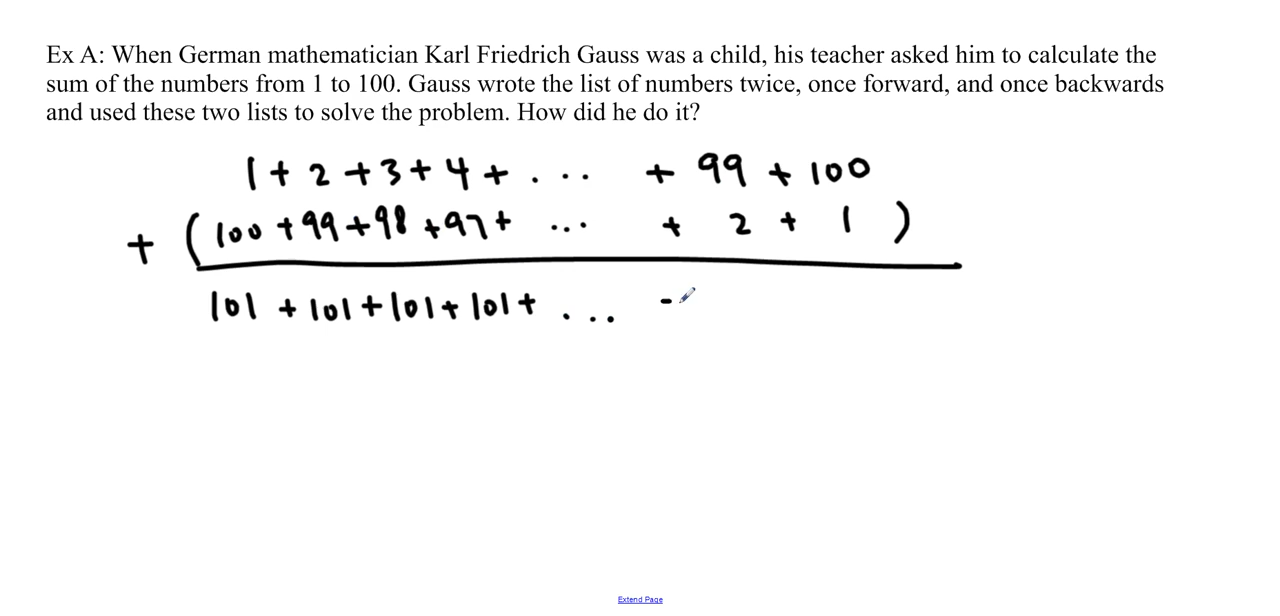 Ex A: When German mathematician Karl Friedrich Gauss was a child, his teacher asked him to calculate the
sum of the numbers from 1 to 100. Gauss wrote the list of numbers twice, once forward, and once backwards
and used these two lists to solve the problem. How did he do it?
1 + 2 + 3 + 4 + ... + 99 + 100
+ (100 + 99 + 98 + 97 + ... + 2 + 1 )
101 + 101 + 101 + 101 + ... -
Extend Page